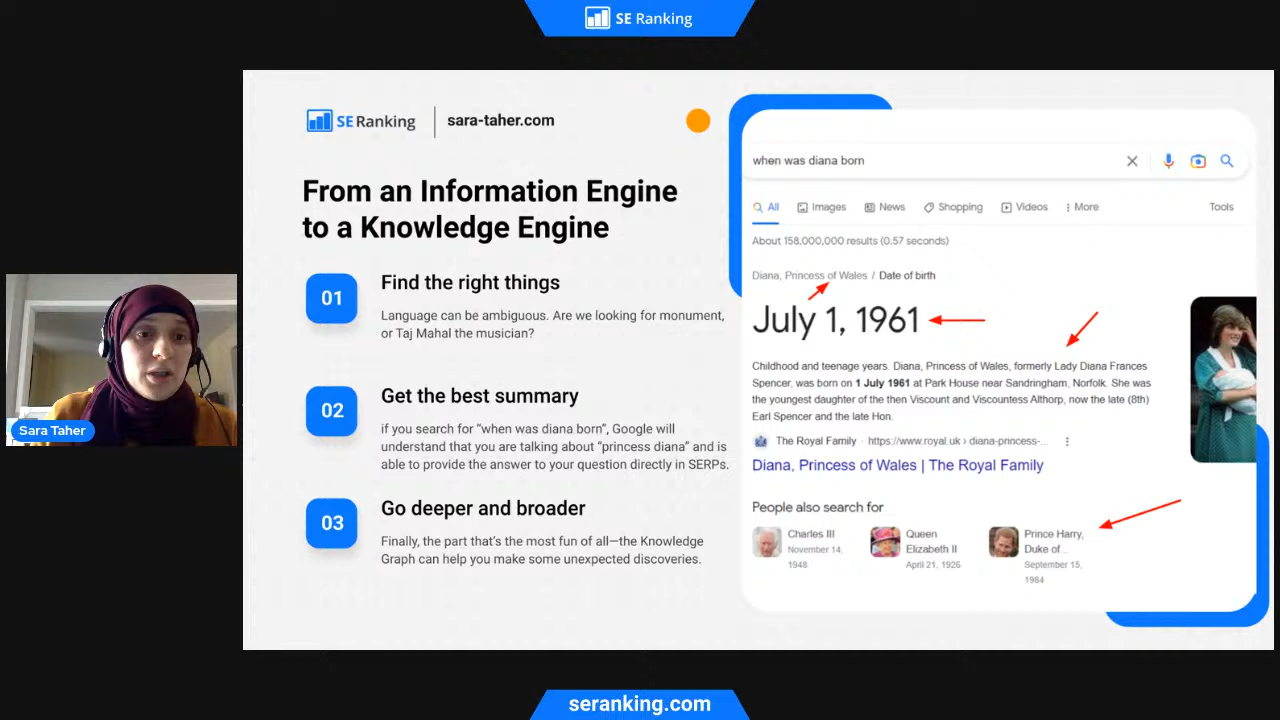 SE Ranking
SE Ranking
sara-taher.com
From an Information Engine
to a Knowledge Engine
01
Find the right things
Language can be ambiguous. Are we looking for monument,
or Taj Mahal the musician?
02
Get the best summary
if you search for “when was diana born”, Google will
understand that you are talking about “princess diana” and is
able to provide the answer to your question directly in SERPs.
03
Go deeper and broader
Finally, the part that’s the most fun of all—the Knowledge
Graph can help you make some unexpected discoveries.
when was diana born
All Images News Shopping Videos More Tools
About 158,000,000 results (0.57 seconds)
Diana, Princess of Wales / Date of birth
July 1, 1961
Childhood and teenage years. Diana, Princess of Wales, formerly Lady Diana Frances
Spencer, was born on 1 July 1961 at Park House near Sandringham, Norfolk. She was
the youngest daughter of the then Viscount and Viscountess Althorp, now the late (8th)
Earl Spencer and the late Hon.
The Royal Family · https://www.royal.uk › diana-princess-...
Diana, Princess of Wales | The Royal Family
People also search for
Charles III
November 14,
1948
Queen
Elizabeth II
April 21, 1926
Prince Harry,
Duke of...
September 15,
1984
Sara Taher
seranking.com